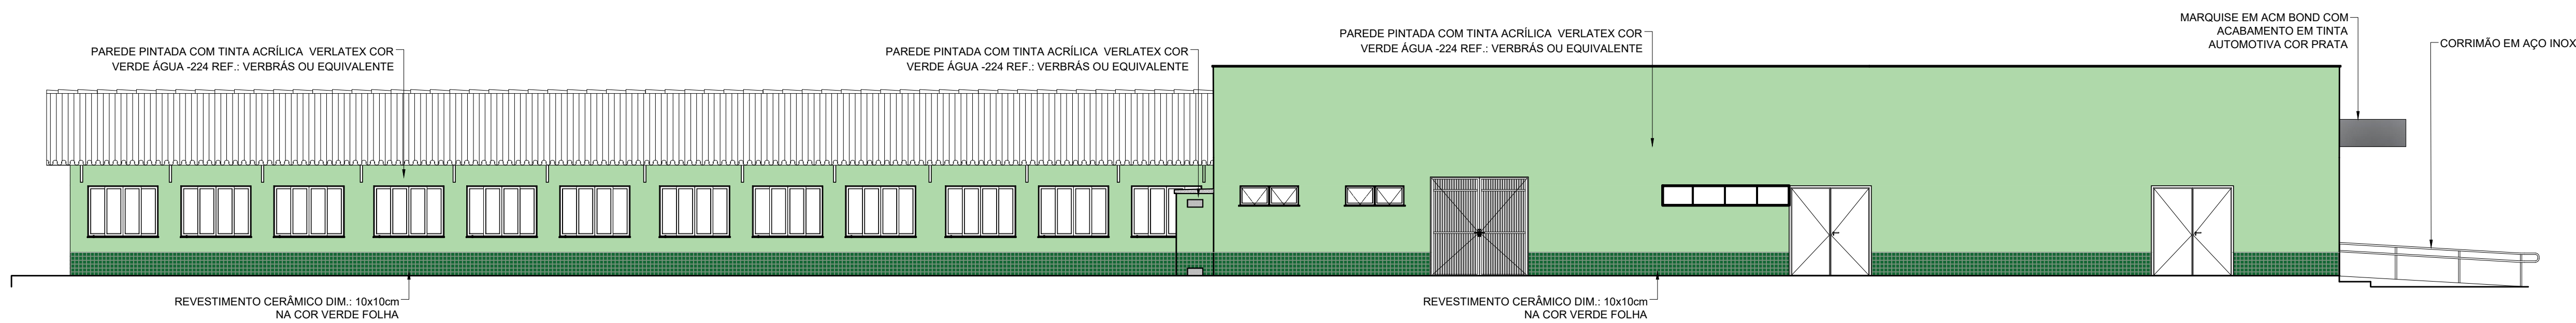 PAREDE PINTADA COM TINTA ACRÍLICA VERLATEX COR
VERDE ÁGUA -224 REF.: VERBRÁS OU EQUIVALENTE
PAREDE PINTADA COM TINTA ACRÍLICA VERLATEX COR
VERDE ÁGUA -224 REF.: VERBRÁS OU EQUIVALENTE
PAREDE PINTADA COM TINTA ACRÍLICA VERLATEX COR
VERDE ÁGUA -224 REF.: VERBRÁS OU EQUIVALENTE
MARQUISE EM ACM BOND COM
ACABAMENTO EM TINTA
AUTOMOTIVA COR PRATA
CORRIMÃO EM AÇO INOX
REVESTIMENTO CERÂMICO DIM.: 10x10cm
NA COR VERDE FOLHA
REVESTIMENTO CERÂMICO DIM.: 10x10cm
NA COR VERDE FOLHA